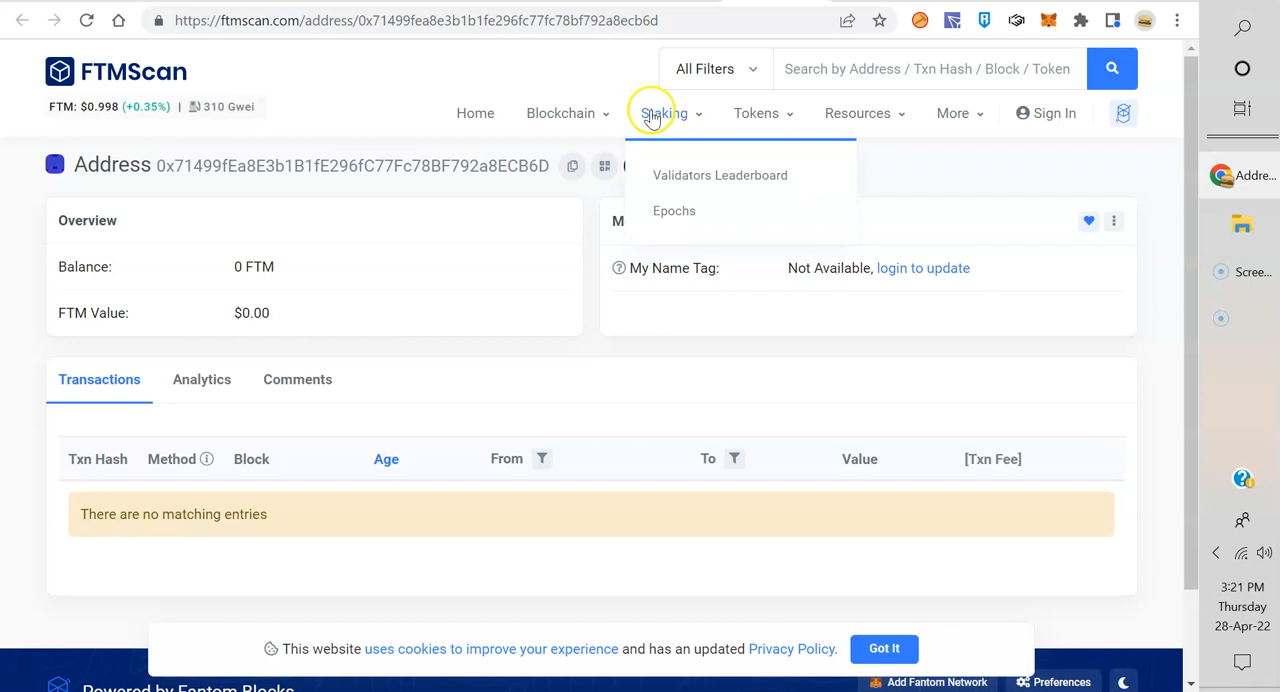 https://ftmscan.com/address/0x71499fea8e3b1b1fe296fc77fc78bf792a8ecb6d
FTMScan
All Filters
Search by Address / Txn Hash / Block / Token
FTM: $0.998 (+0.35%) | 310 Gwei
Home
Blockchain
Staking
Tokens
Resources
More
Sign In
Validators Leaderboard
Epochs
Address 0x71499fEa8E3b1B1fE296fC77Fc78BF792a8ECB6D
Overview
Balance: 0 FTM
FTM Value: $0.00
M
My Name Tag: Not Available, login to update
Transactions
Analytics
Comments
Txn Hash Method Block Age From To Value [Txn Fee]
There are no matching entries
This website uses cookies to improve your experience and has an updated Privacy Policy.
Got It
Powered by Fantom Blocks
Add Fantom Network
Preferences
Addre...
Scree...
3:21 PM
Thursday
28-Apr-22